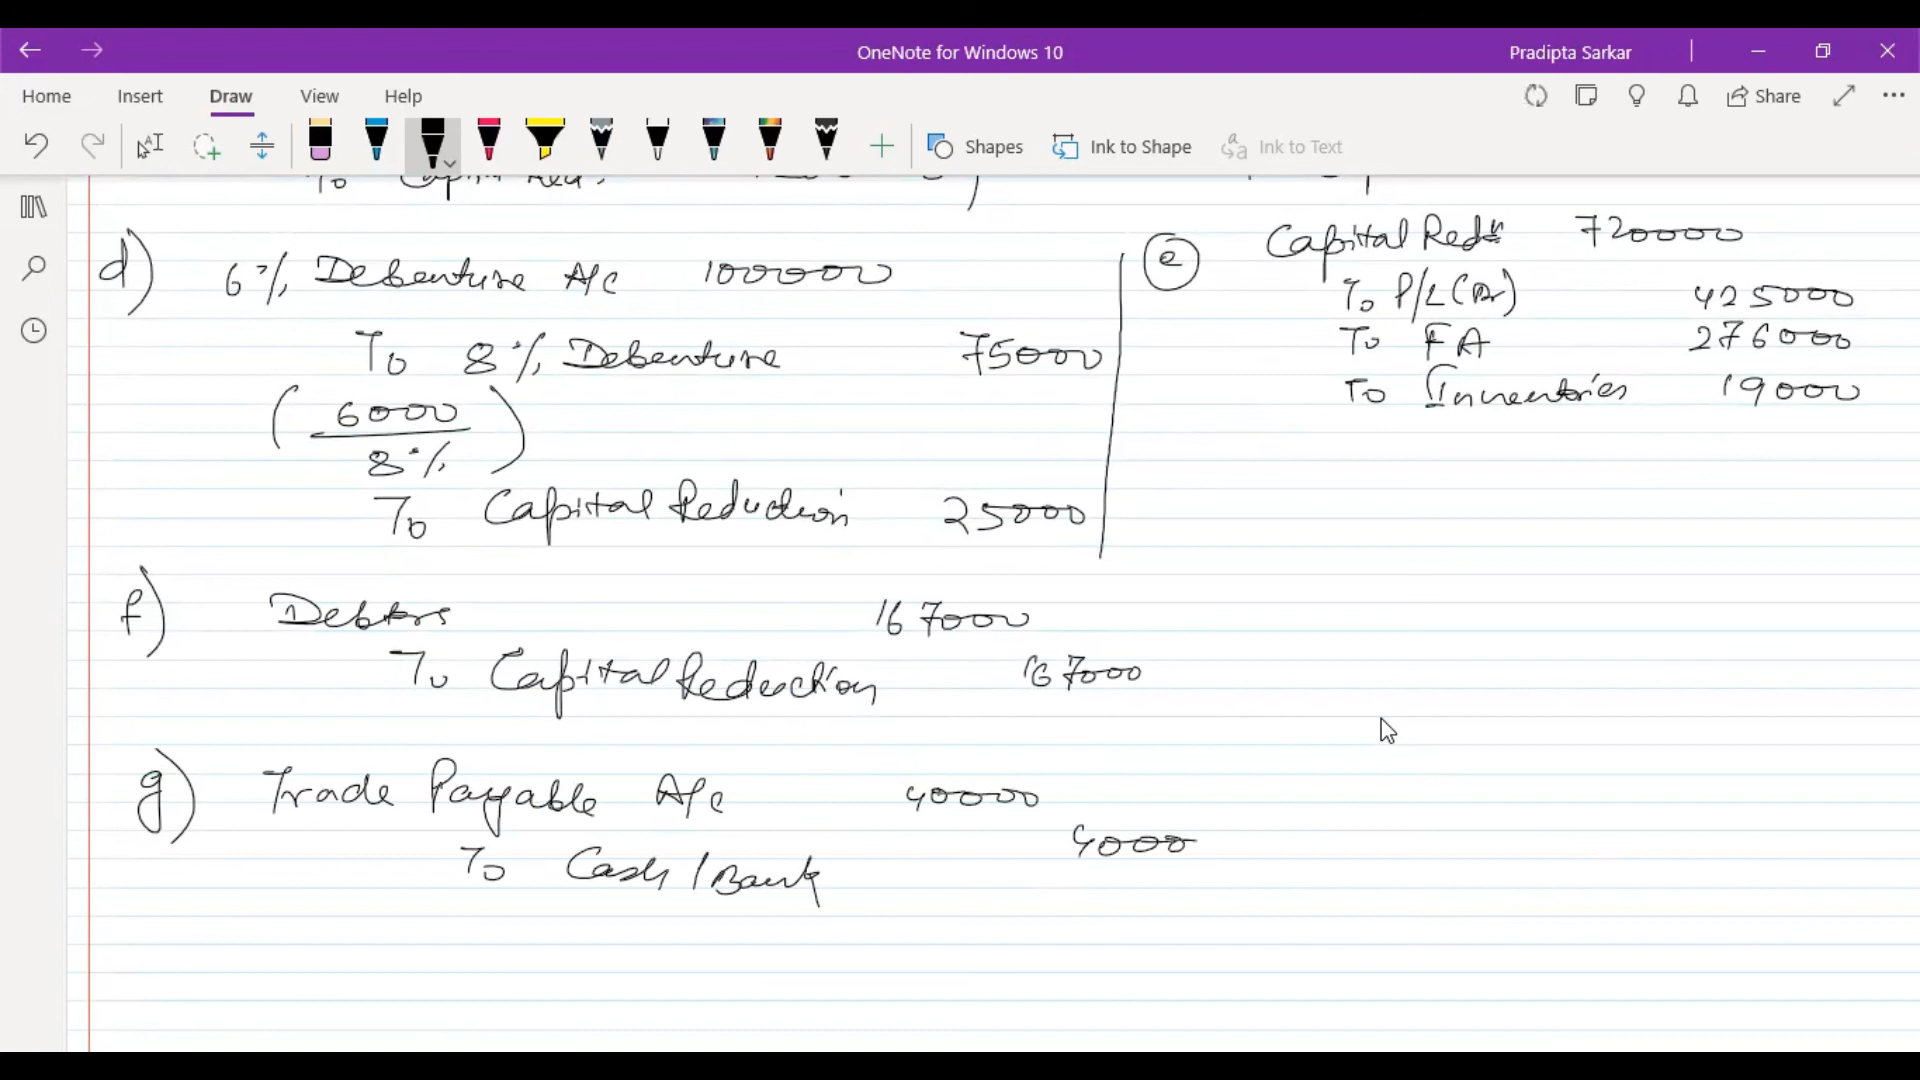 OneNote for Windows 10
Pradipta Sarkar
Home Insert Draw View Help
Share
Shapes Ink to Shape Ink to Text
To Capital Red.
d) 6% Debenture A/c 100000
To 8% Debenture 75000
( 6000
8% )
To Capital Reduction 25000
e Capital Redn 720000
To P/L (Dr) 425000
To FA 276000
To Inventories 19000
f) Debtors 167000
To Capital Reduction 167000
g) Trade Payable A/c 40000
To Cash / Bank 4000